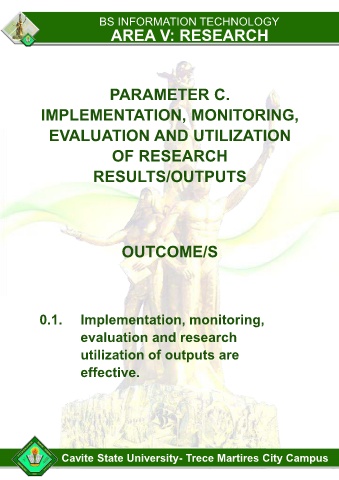 BS INFORMATION TECHNOLOGY
AREA V: RESEARCH
PARAMETER C.
IMPLEMENTATION, MONITORING,
EVALUATION AND UTILIZATION
OF RESEARCH
RESULTS/OUTPUTS
OUTCOME/S
0.1. Implementation, monitoring,
evaluation and research
utilization of outputs are
effective.
Cavite State University- Trece Martires City Campus